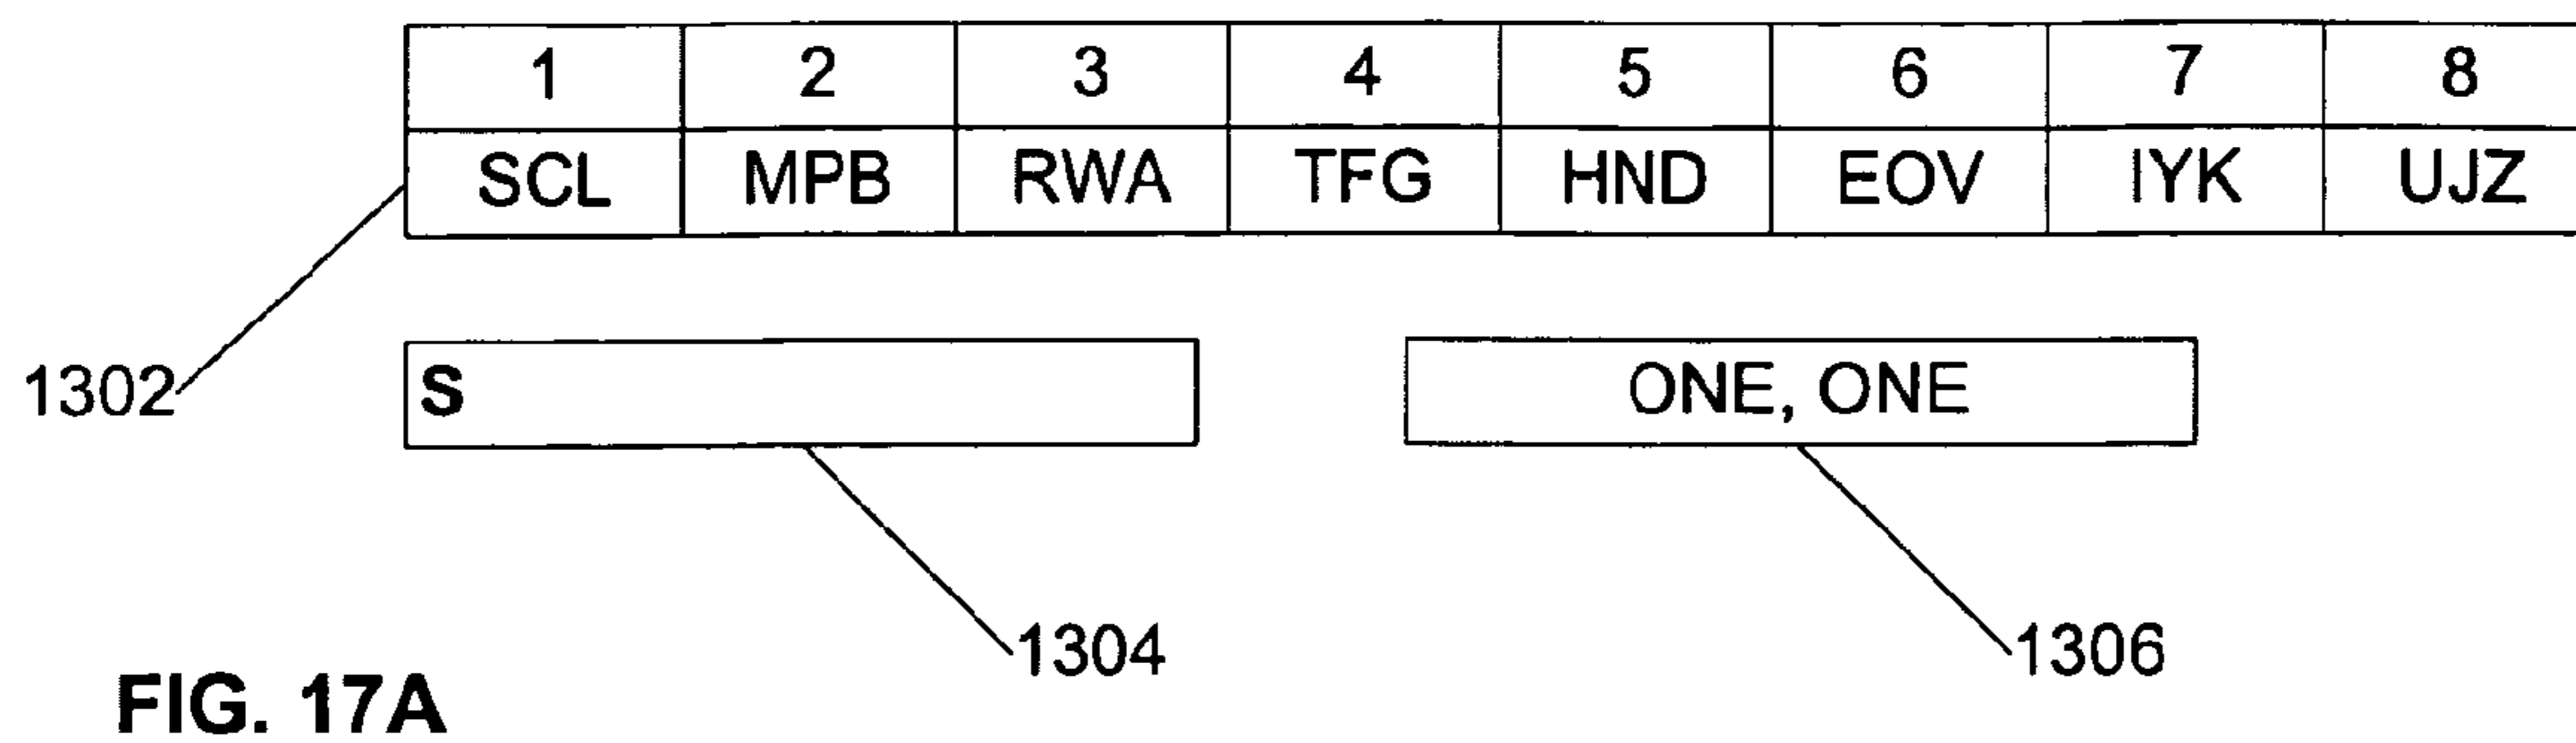 1 2 3 4 5 6 7 8
SCL MPB RWA TFG HND EOV IYK UJZ
1302 S ONE, ONE
1304 1306
FIG. 17A